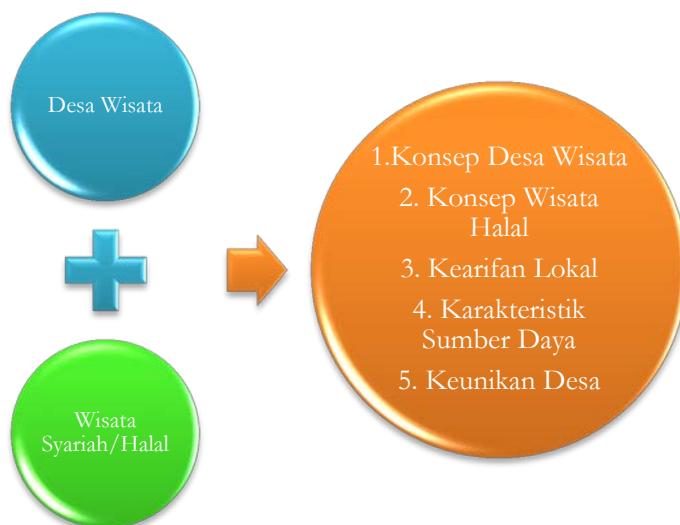 Desa Wisata
Wisata
Syariah/Halal
1.Konsep Desa Wisata
2. Konsep Wisata
Halal
3. Kearifan Lokal
4. Karakteristik
Sumber Daya
5. Keunikan Desa